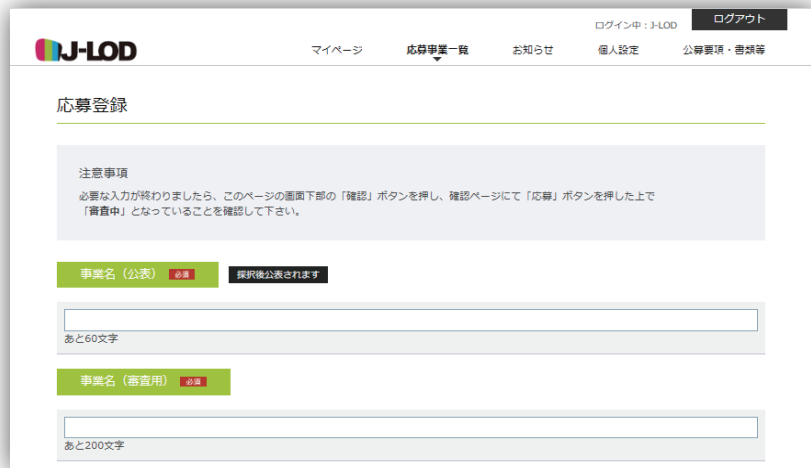 ログイン中：J-LOD ログアウト
J-LOD マイページ 応募事業一覧 お知らせ 個人設定 公募要項・書類等
応募登録
注意事項
必要な入力が終わりましたら、このページの画面下部の「確認」ボタンを押し、確認ページにて「応募」ボタンを押した上で
「審査中」となっていることを確認して下さい。
事業名（公表） 必須 採択後公表されます
あと60文字
事業名（審査用） 必須
あと200文字